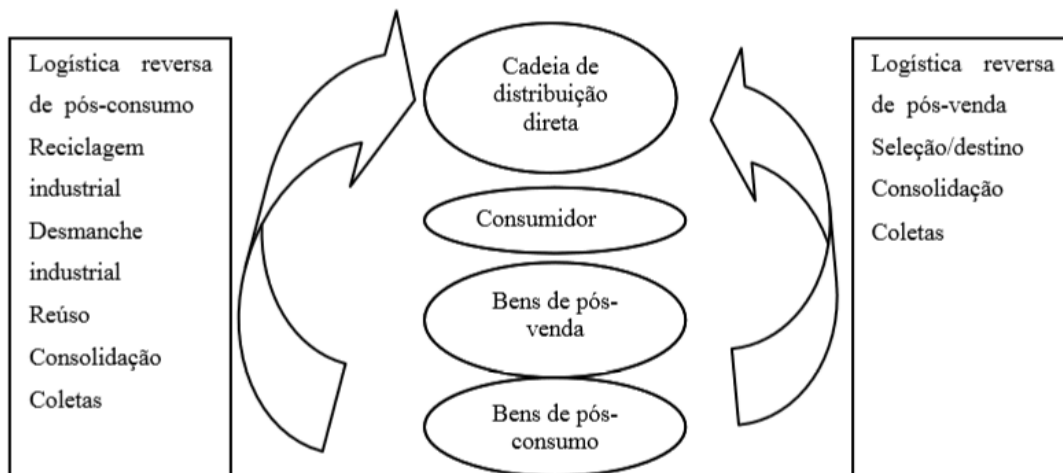 Logística reversa
de pós-consumo
Reciclagem
industrial
Desmanche
industrial
Reúso
Consolidação
Coletas
Cadeia de
distribuição
direta
Consumidor
Bens de pós-
venda
Bens de pós-
consumo
Logística reversa
de pós-venda
Seleção/destino
Consolidação
Coletas